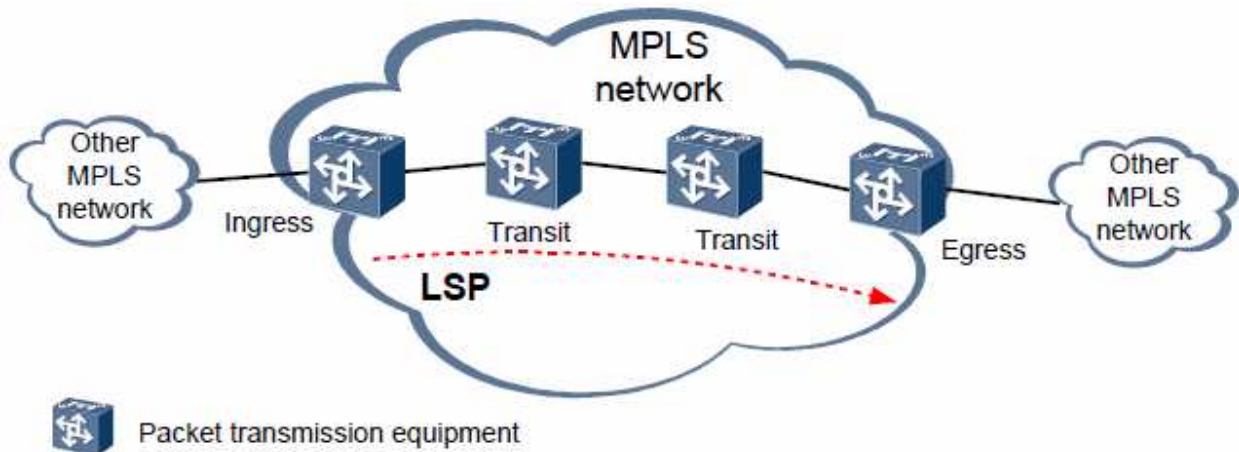 MPLS
network
Other
MPLS
network
Other
MPLS
network
Ingress
Transit
Transit
Egress
LSP
Packet transmission equipment